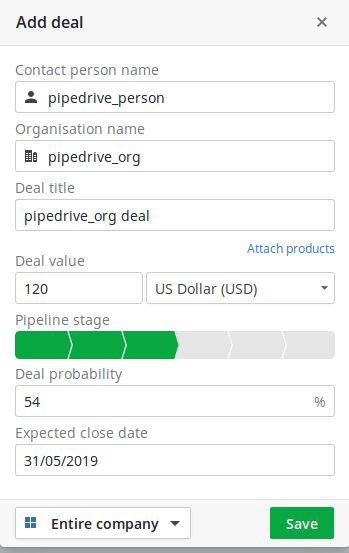 Add deal
Contact person name
pipedrive_person
Organisation name
pipedrive_org
Deal title
pipedrive_org deal
Attach products
Deal value
120 US Dollar (USD)
Pipeline stage
Deal probability
54 %
Expected close date
31/05/2019
Entire company Save